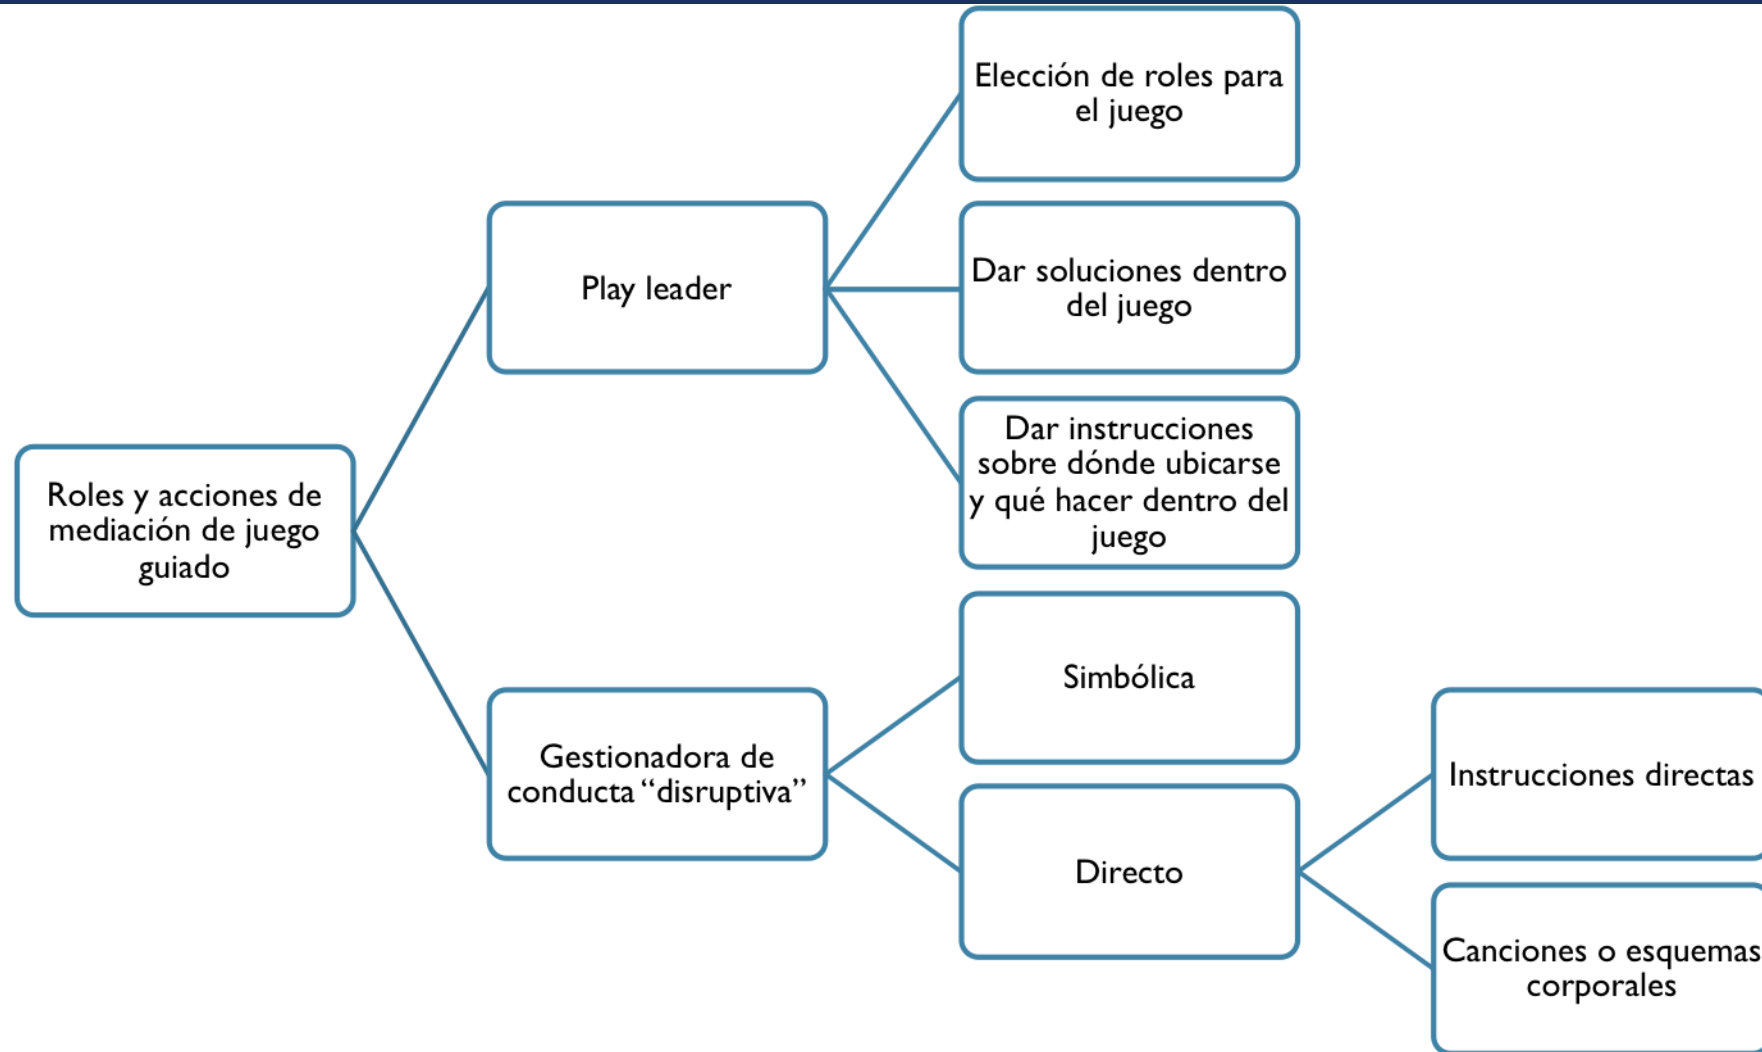 Elección de roles para
el juego
Play leader
Dar soluciones dentro
del juego
Dar instrucciones
sobre dónde ubicarse
y qué hacer dentro del
juego
Roles y acciones de
mediación de juego
guiado
Gestionadora de
conducta “disruptiva”
Simbólica
Directo
Instrucciones directas
Canciones o esquemas
corporales